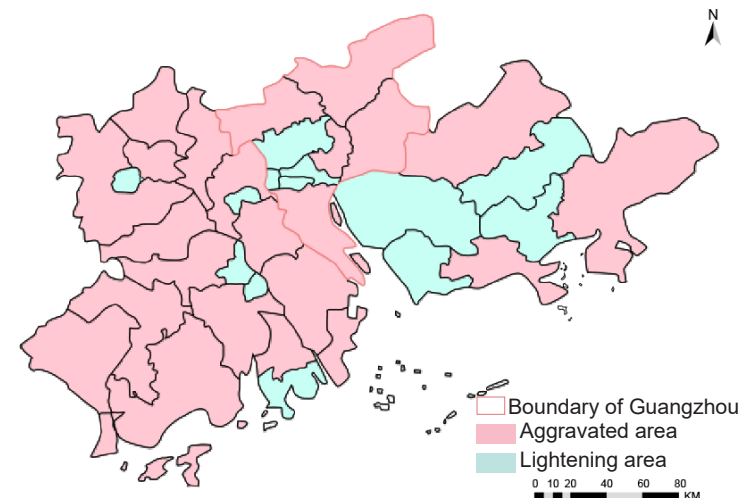 N
Boundary of Guangzhou
Aggravated area
Lightening area
0 10 20 40 60 80
KM